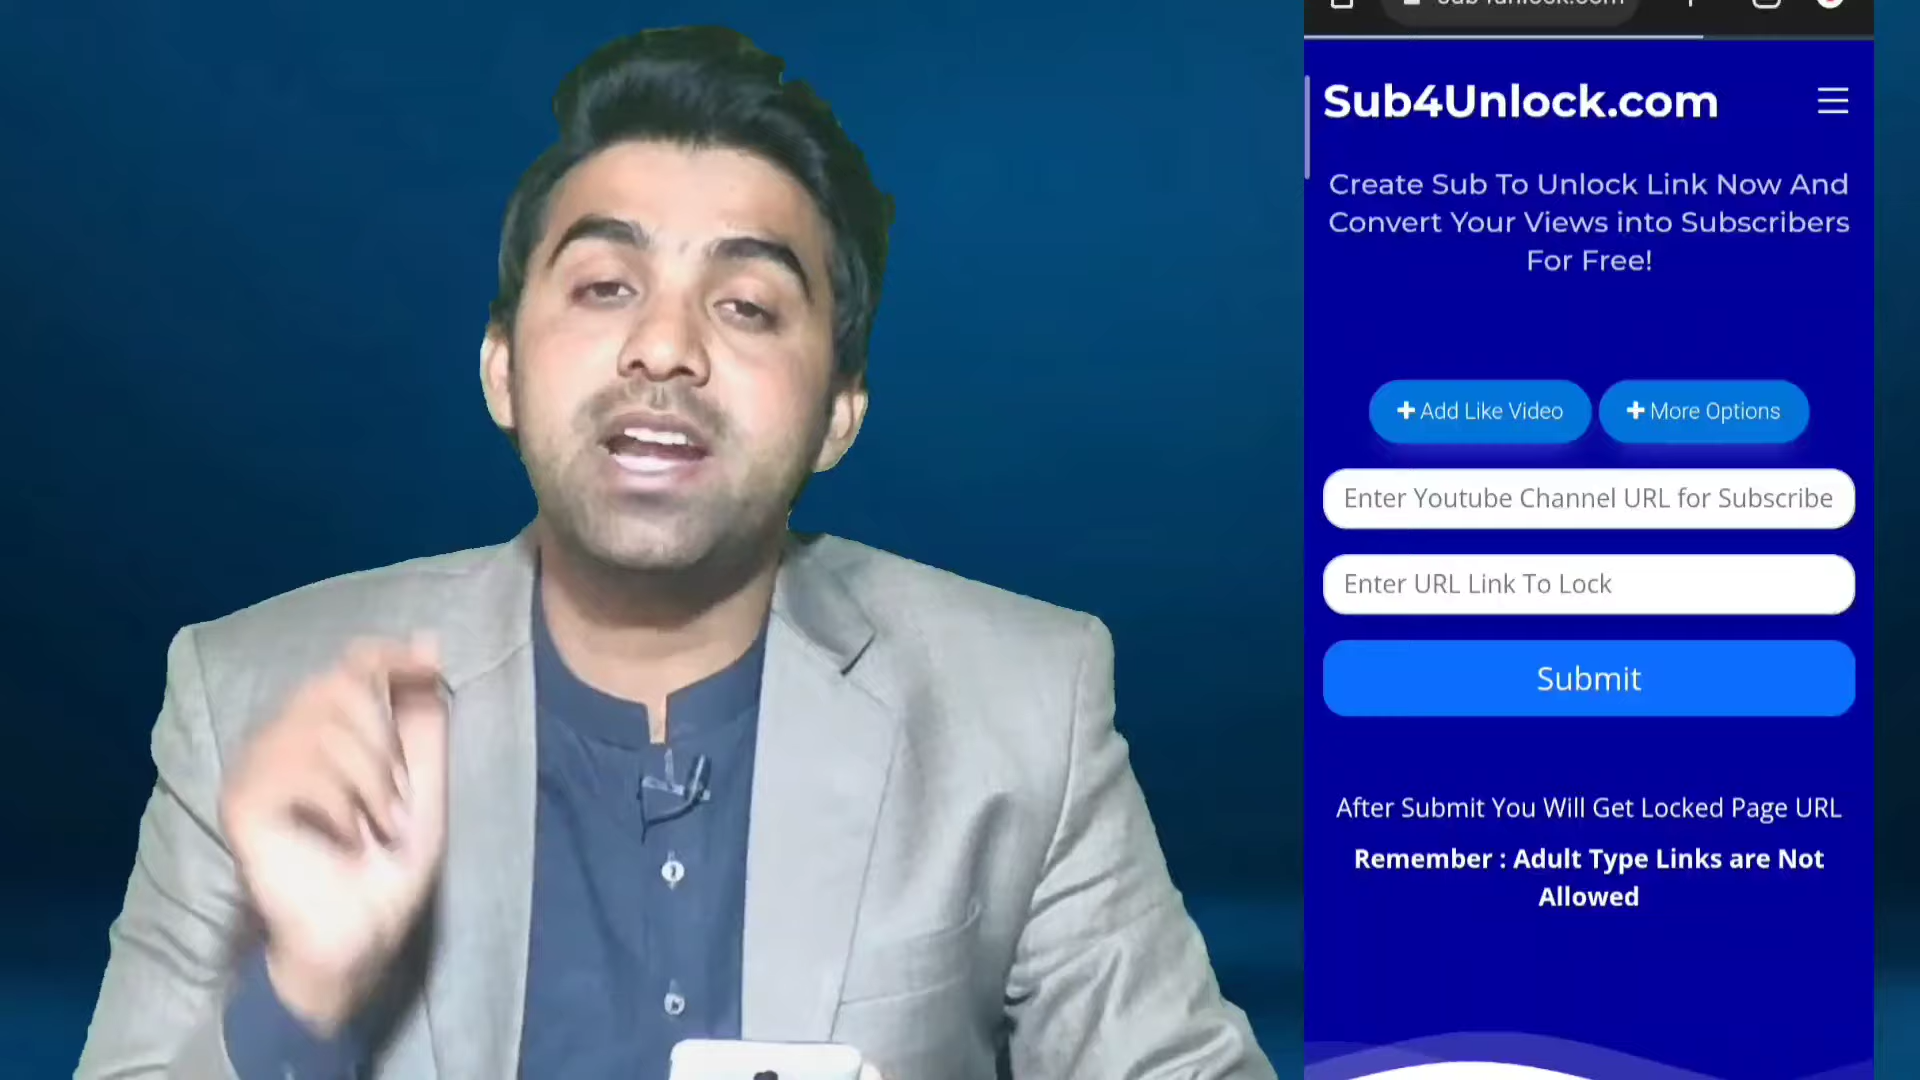 Sub4Unlock.com
Create Sub To Unlock Link Now And
Convert Your Views into Subscribers
For Free!
Add Like Video
More Options
Enter Youtube Channel URL for Subscribe
Enter URL Link To Lock
Submit
After Submit You Will Get Locked Page URL
Remember : Adult Type Links are Not
Allowed